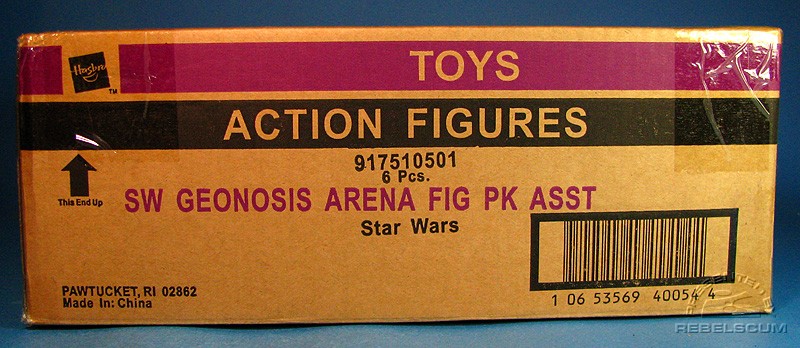 Hasbro
TM
TOYS
ACTION FIGURES
917510501
6 Pcs.
This End Up
SW GEONOSIS ARENA FIG PK ASST
Star Wars
PAWTUCKET, RI 02862
Made In: China
1 06 53569 40054 4
REBELSCUM